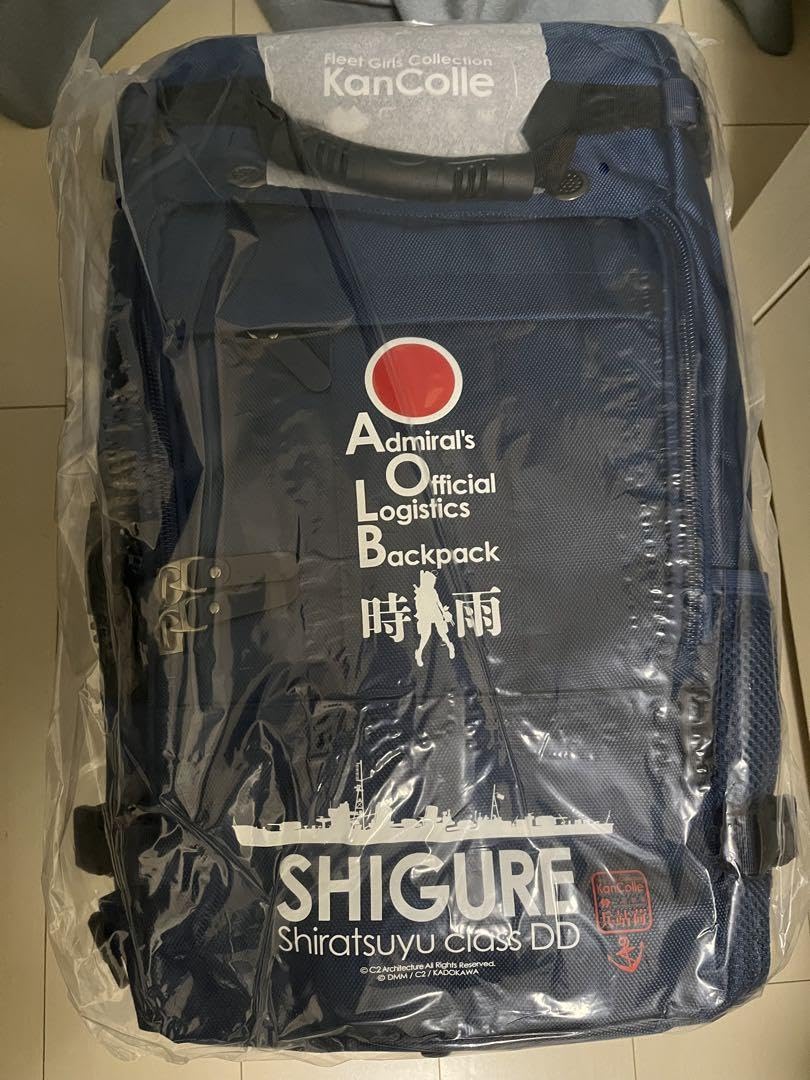 Fleet Girls Collection
KanColle
Admiral's
Official
Logistics
Backpack
時雨
SHIGURE
Shiratsuyu class DD
KanColle
© C2 Architecture All Rights Reserved.
© DMM / C2 / KADOKAWA